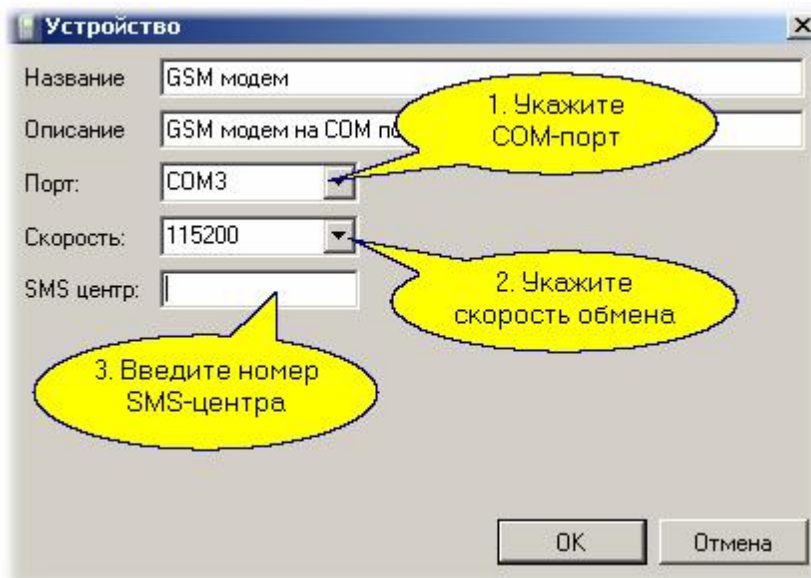 Устройство
Название GSM модем
1. Укажите
COM-порт
Описание GSM модем на COM
Порт: COM3
Скорость: 115200
2. Укажите
скорость обмена
SMS центр:
3. Введите номер
SMS-центра
OK Отмена